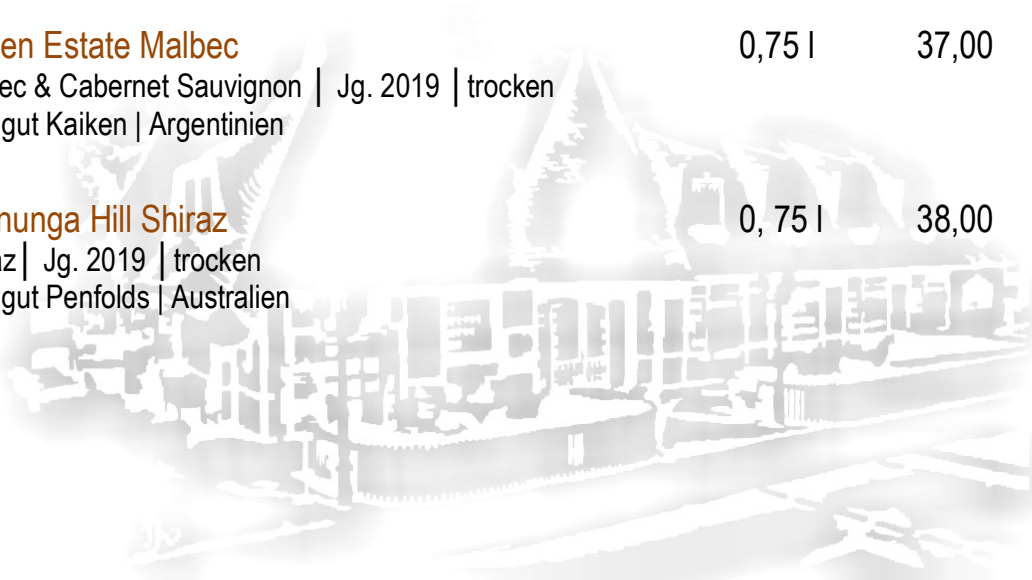 en Estate Malbec 0,75 l 37,00
ec & Cabernet Sauvignon | Jg. 2019 | trocken
gut Kaiken | Argentinien
nunga Hill Shiraz 0, 75 l 38,00
az | Jg. 2019 | trocken
gut Penfolds | Australien